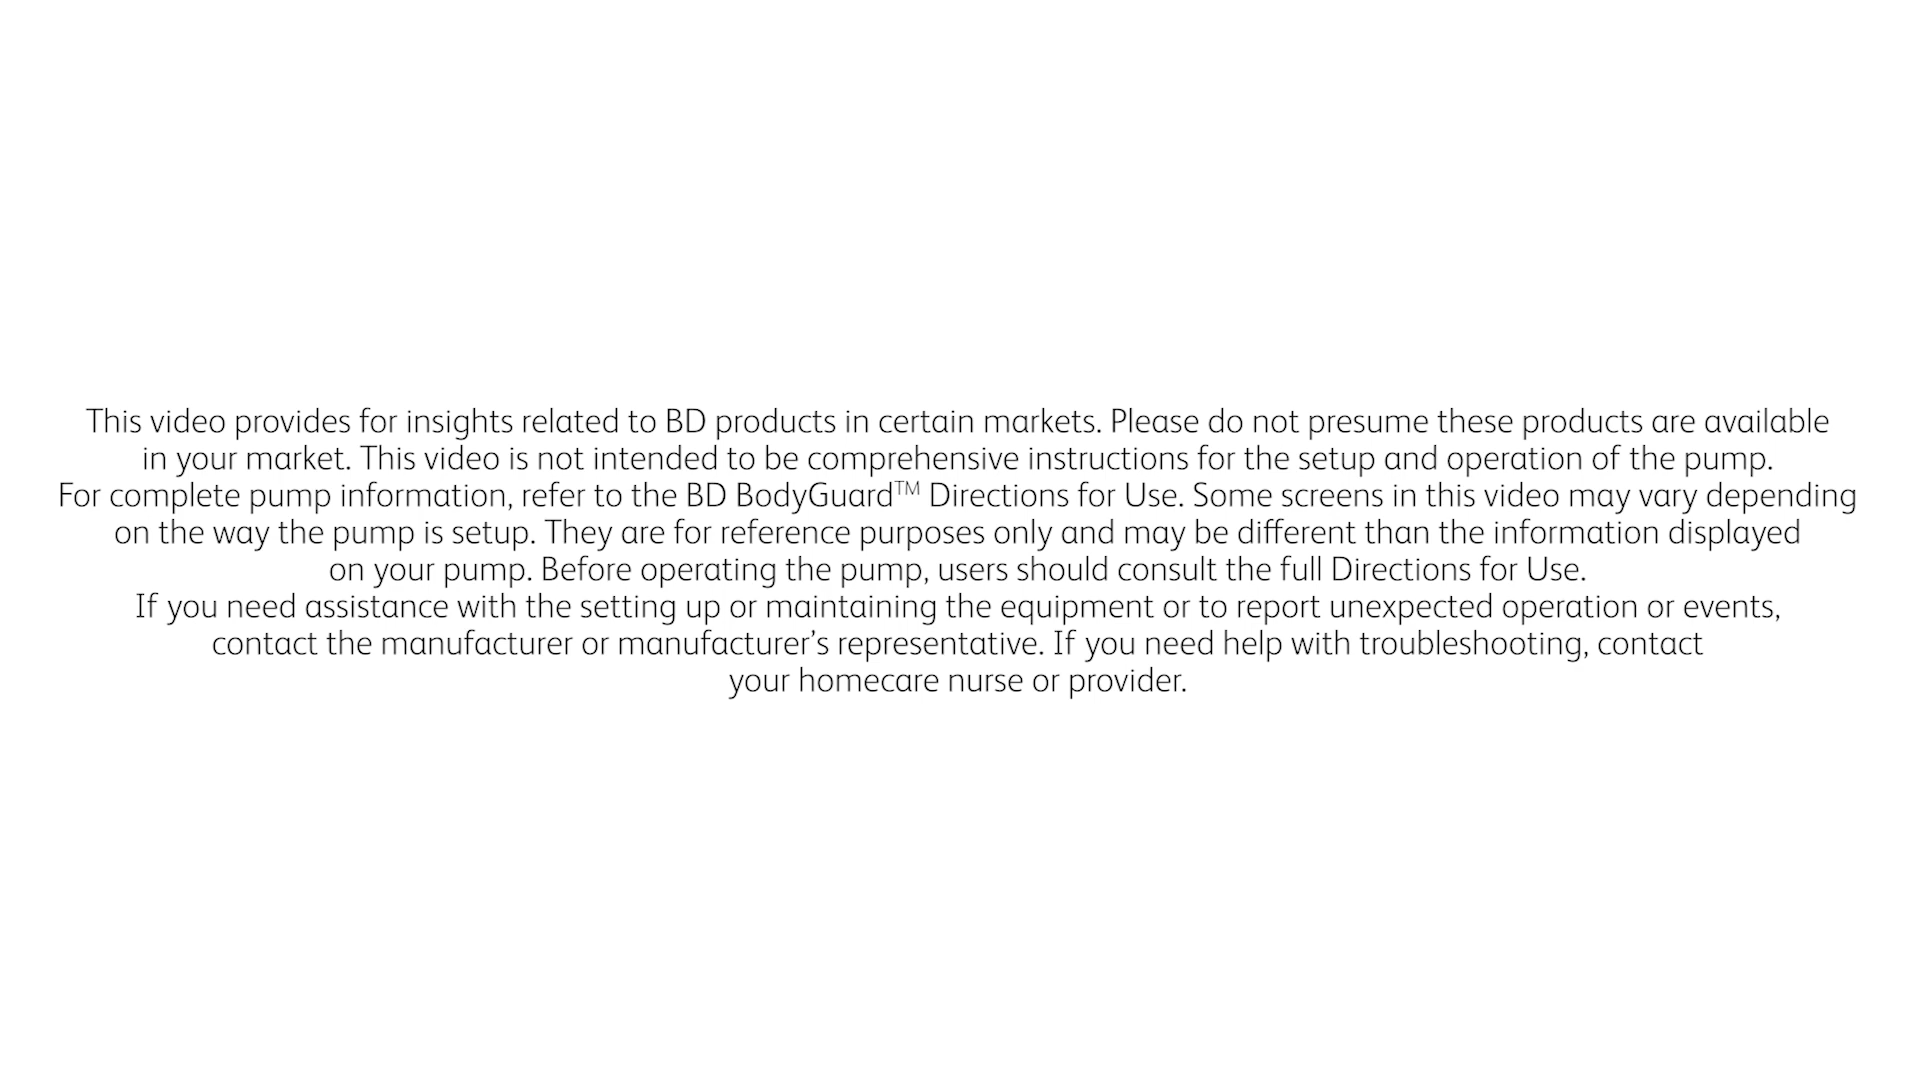 This video provides for insights related to BD products in certain markets. Please do not presume these products are available
in your market. This video is not intended to be comprehensive instructions for the setup and operation of the pump.
For complete pump information, refer to the BD BodyGuard™ Directions for Use. Some screens in this video may vary depending
on the way the pump is setup. They are for reference purposes only and may be different than the information displayed
on your pump. Before operating the pump, users should consult the full Directions for Use.
If you need assistance with the setting up or maintaining the equipment or to report unexpected operation or events,
contact the manufacturer or manufacturer’s representative. If you need help with troubleshooting, contact
your homecare nurse or provider.